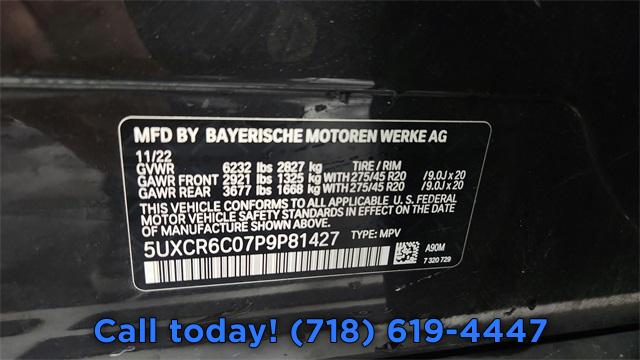 MFD BY BAYERISCHE MOTOREN WERKE AG
11/22
GVWR 6232 lbs 2827 kg TIRE / RIM
GAWR FRONT 2921 lbs 1325 kg WITH 275/45 R20 / 9.0J x 20
GAWR REAR 3677 lbs 1668 kg WITH 275/45 R20 / 9.0J x 20
THIS VEHICLE CONFORMS TO ALL APPLICABLE U. S. FEDERAL
MOTOR VEHICLE SAFETY STANDARDS IN EFFECT ON THE DATE
OF MANUFACTURE SHOWN ABOVE.
5UXCR6C07P9P81427 TYPE: MPV
A90M
7 320 729
Call today! (718) 619-4447